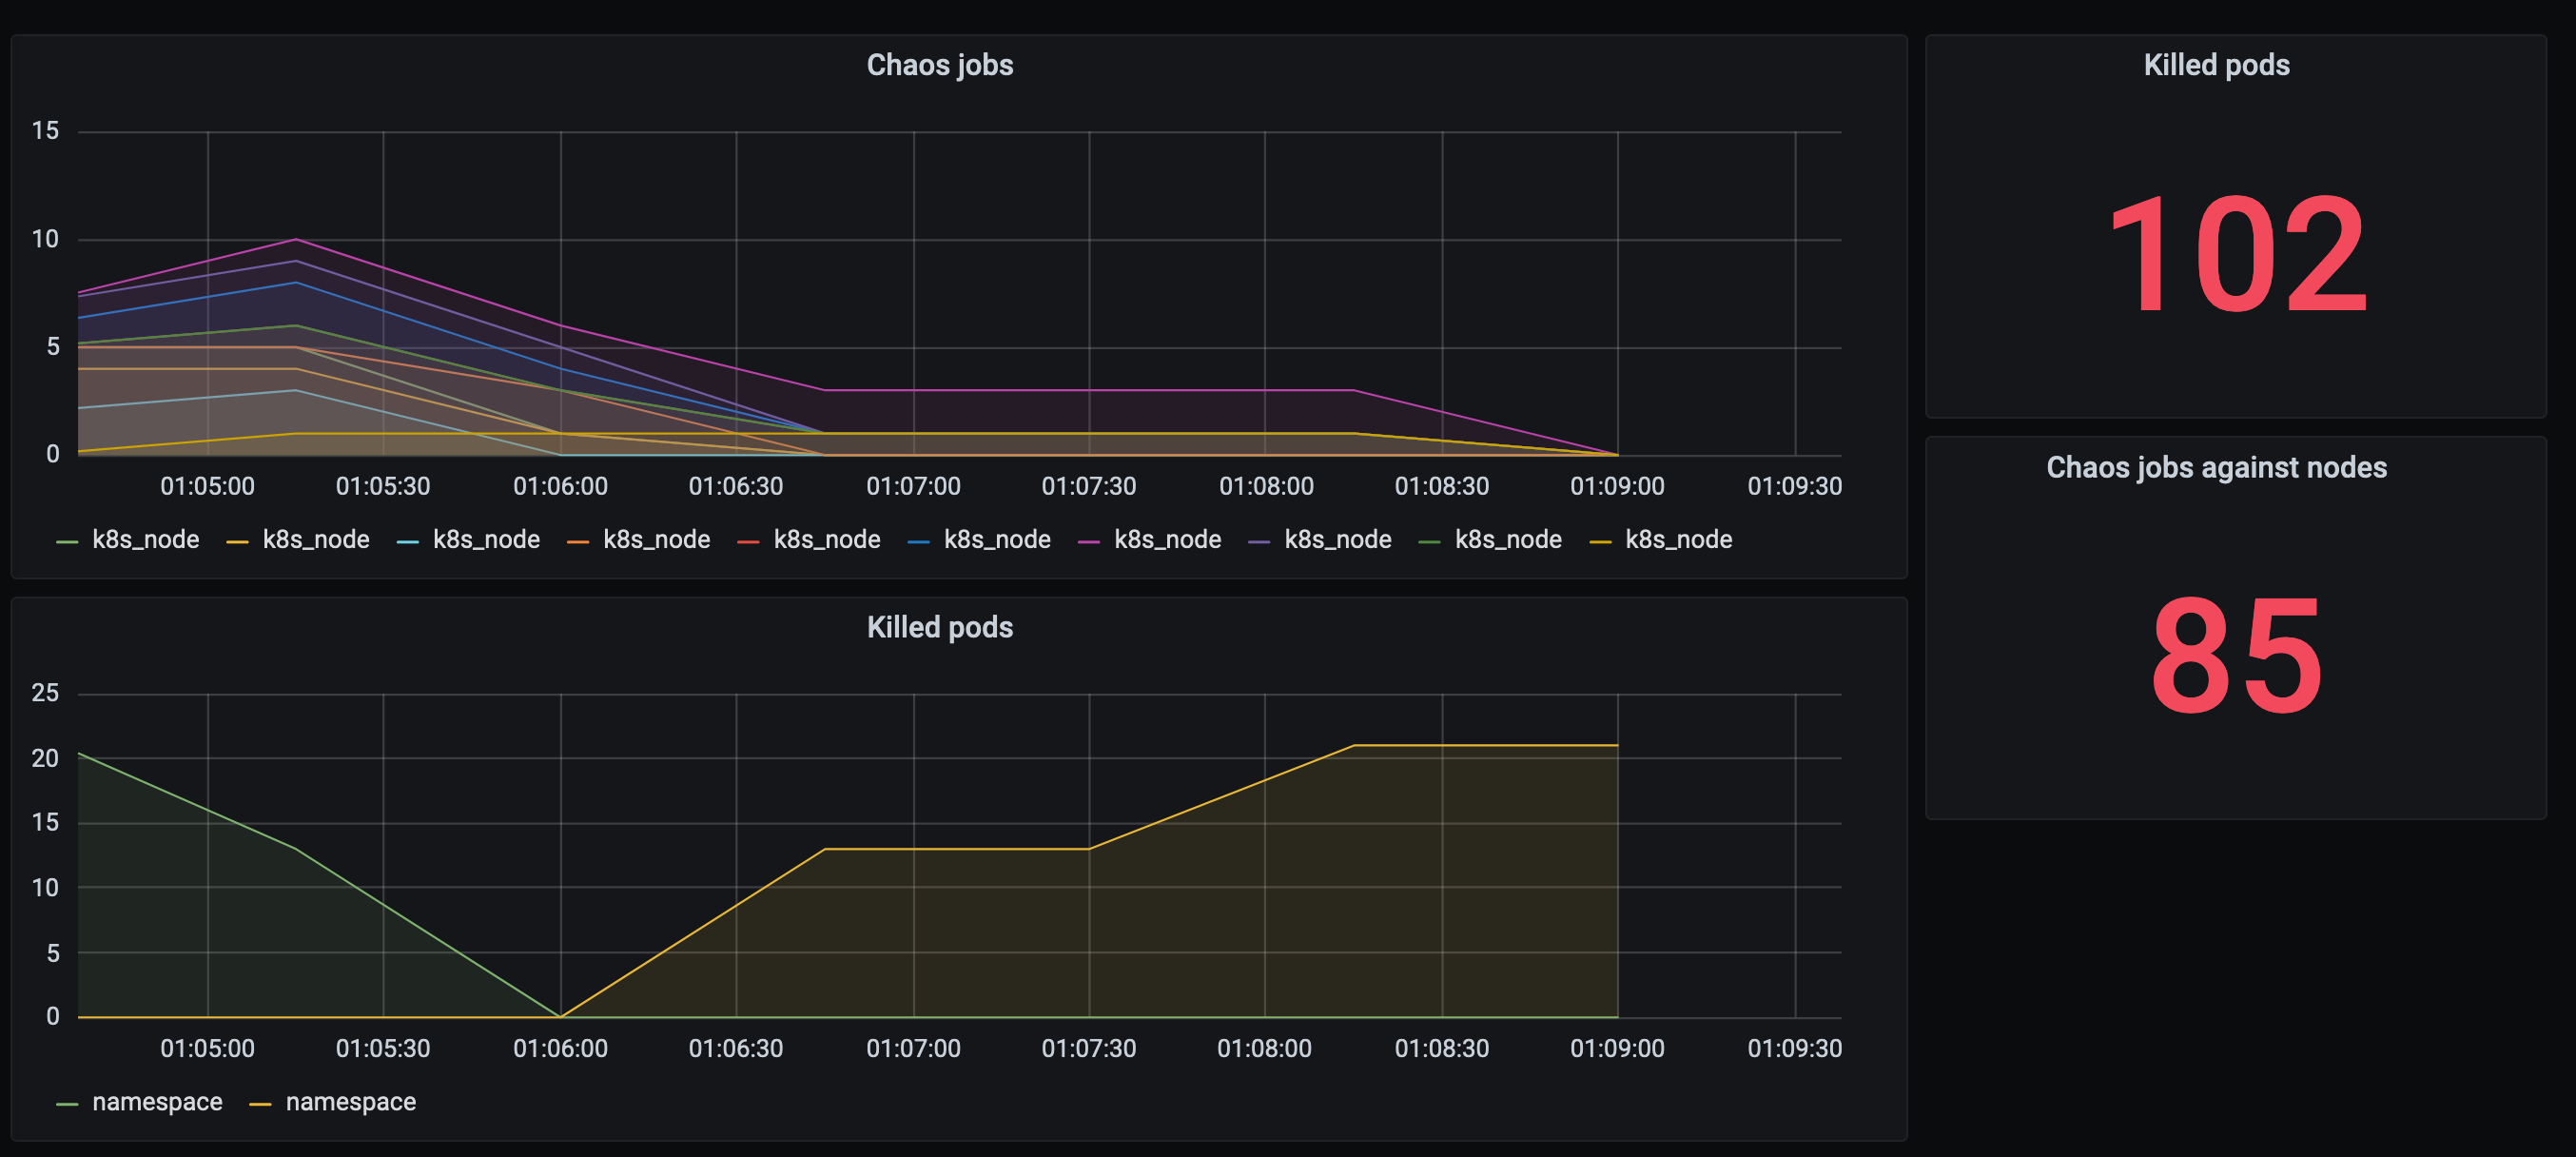 Chaos jobs
15
10
5
0
01:05:00 01:05:30 01:06:00 01:06:30 01:07:00 01:07:30 01:08:00 01:08:30 01:09:00 01:09:30
k8s_node k8s_node k8s_node k8s_node k8s_node k8s_node k8s_node k8s_node k8s_node k8s_node
Killed pods
102
Chaos jobs against nodes
85
Killed pods
25
20
15
10
5
0
01:05:00 01:05:30 01:06:00 01:06:30 01:07:00 01:07:30 01:08:00 01:08:30 01:09:00 01:09:30
namespace namespace